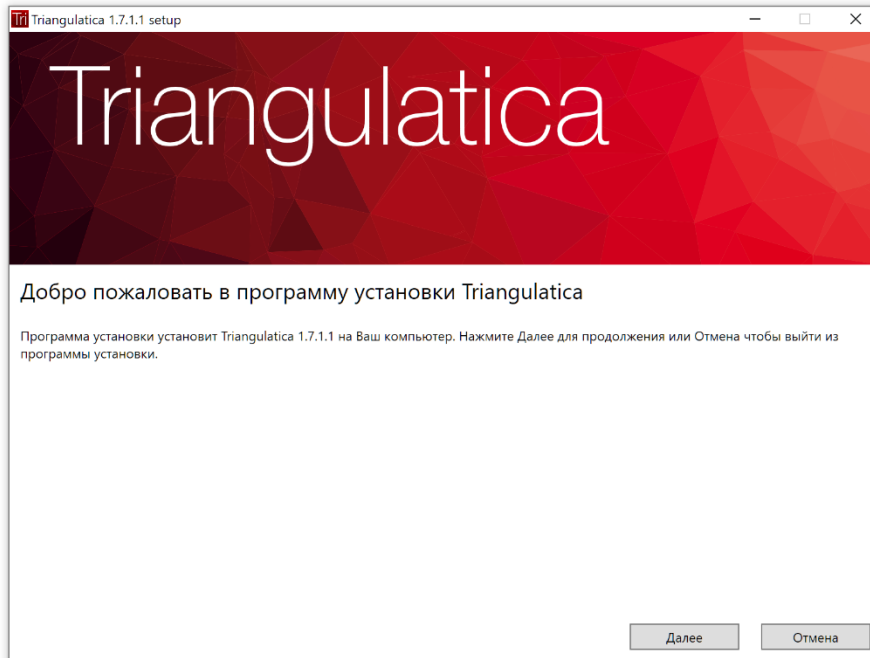 Tri Triangulatica 1.7.1.1 setup
Triangulatica
Добро пожаловать в программу установки Triangulatica
Программа установки установит Triangulatica 1.7.1.1 на Ваш компьютер. Нажмите Далее для продолжения или Отмена чтобы выйти из
программы установки.
Далее
Отмена